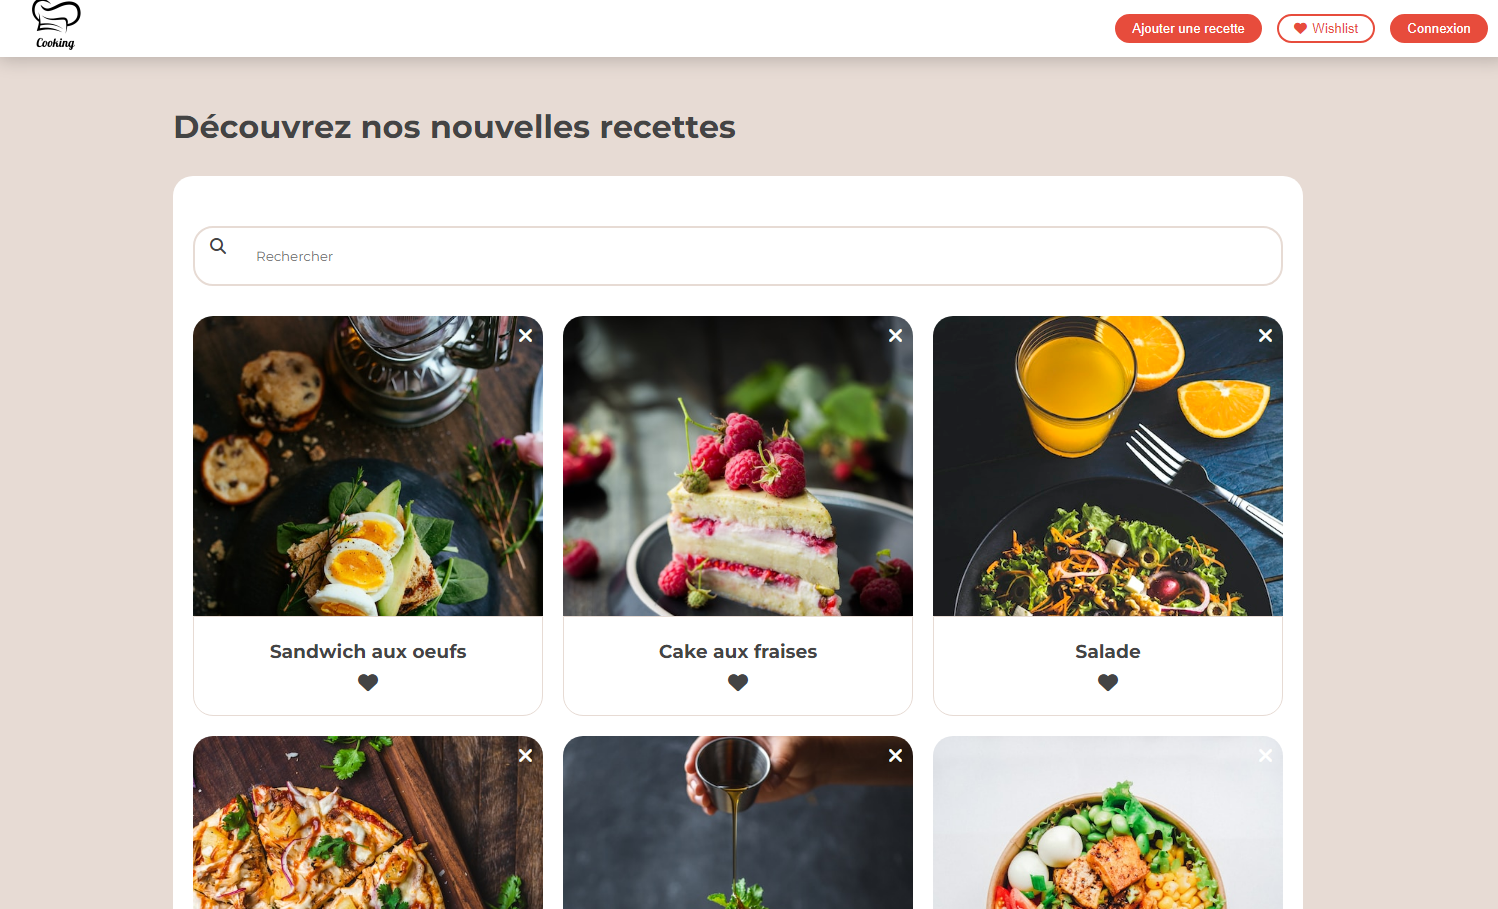 Cooking
Ajouter une recette
Wishlist
Connexion
Découvrez nos nouvelles recettes
Rechercher
Sandwich aux oeufs
Cake aux fraises
Salade